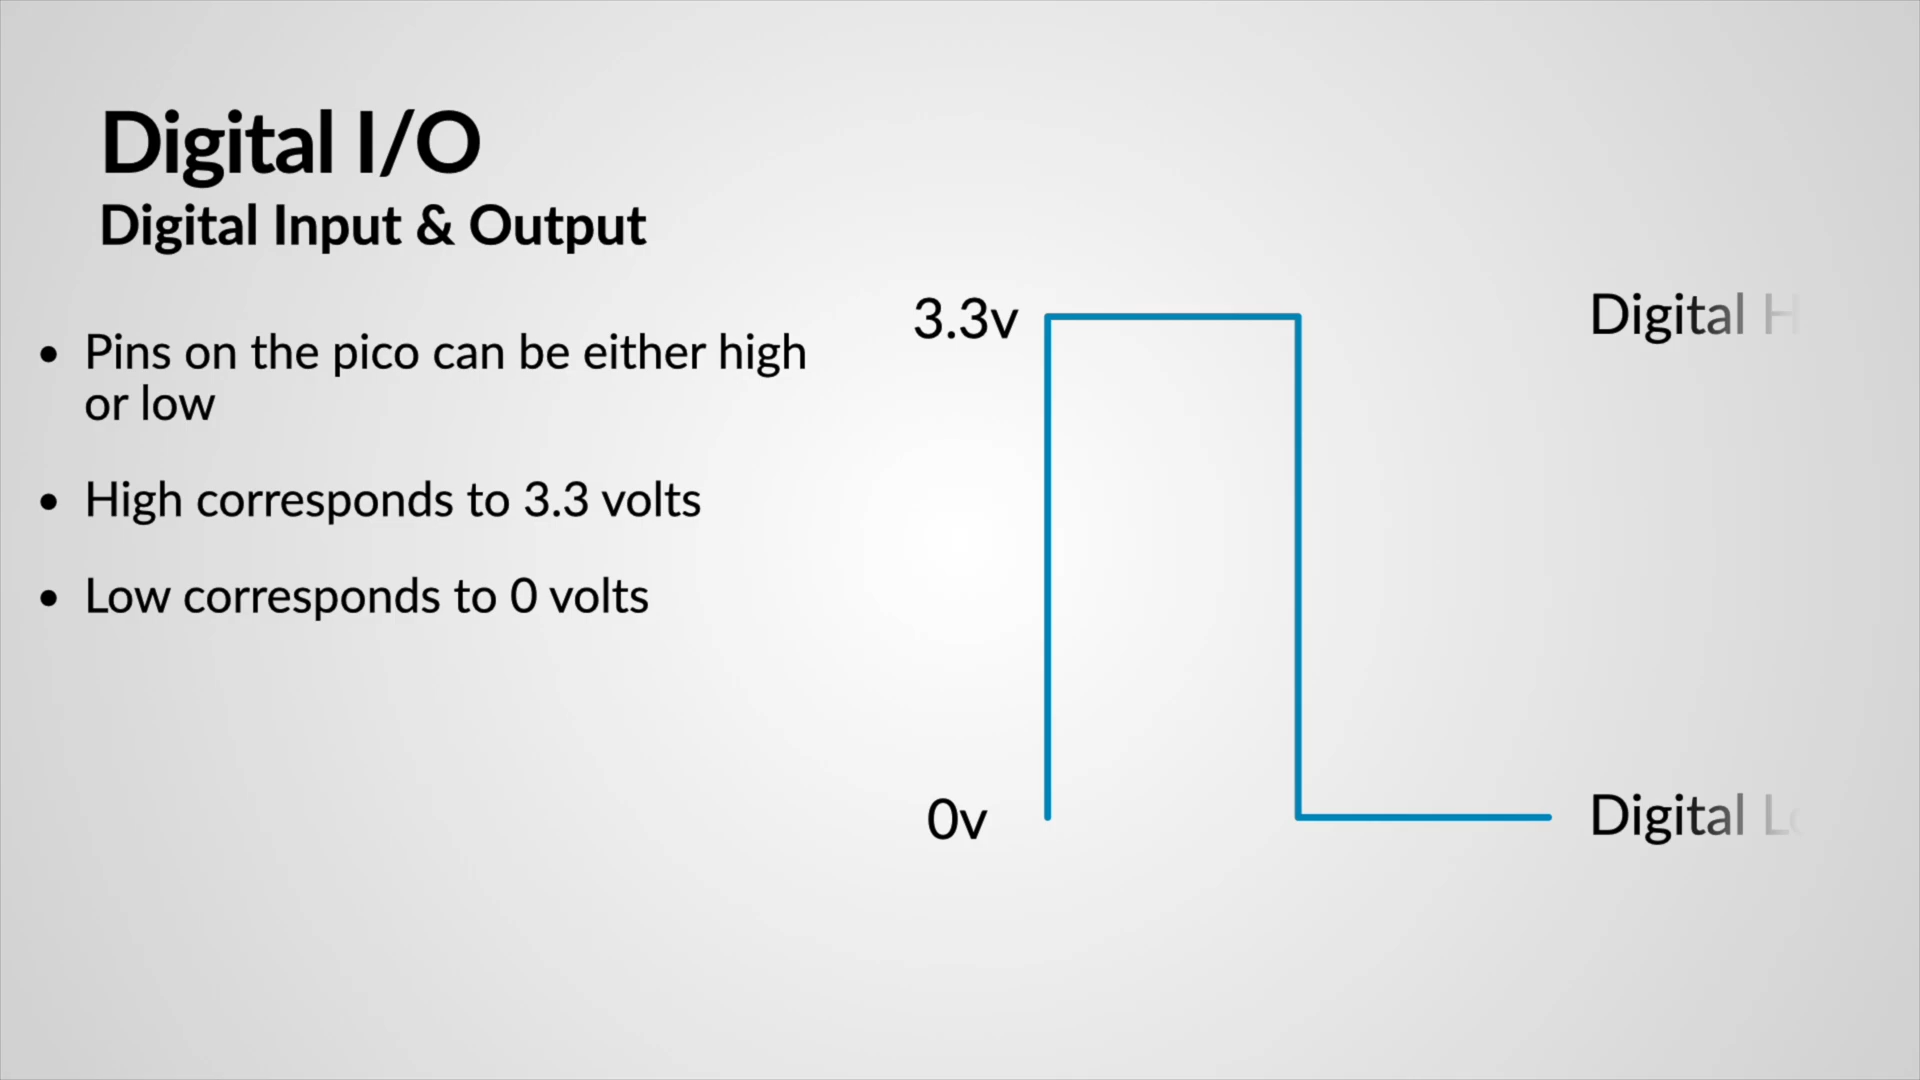 Digital I/O
Digital Input & Output
• Pins on the pico can be either high
or low
• High corresponds to 3.3 volts
• Low corresponds to 0 volts
3.3v
Digital
0v
Digital